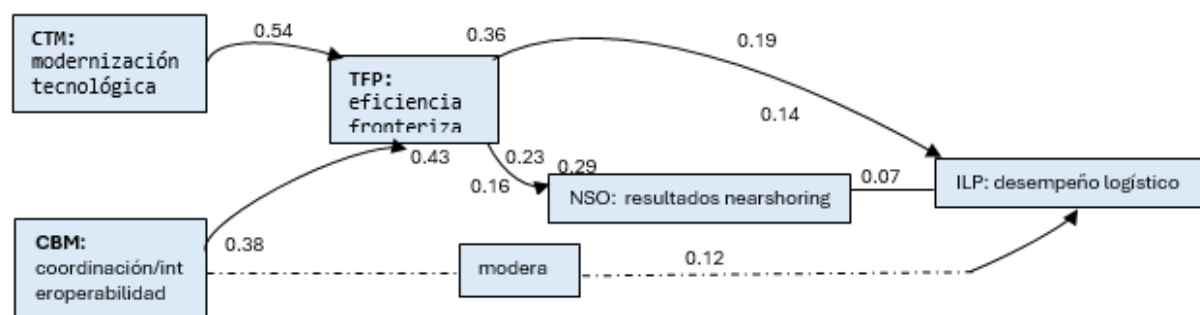 CTM:
modernización
tecnológica
0.54
0.36
0.19
TFP:
eficiencia
fronteriza
0.14
0.43
0.23
0.29
0.16
NSO: resultados nearshoring
0.07
ILP: desempeño logístico
CBM:
coordinación/int
eroperabilidad
0.38
modera
0.12